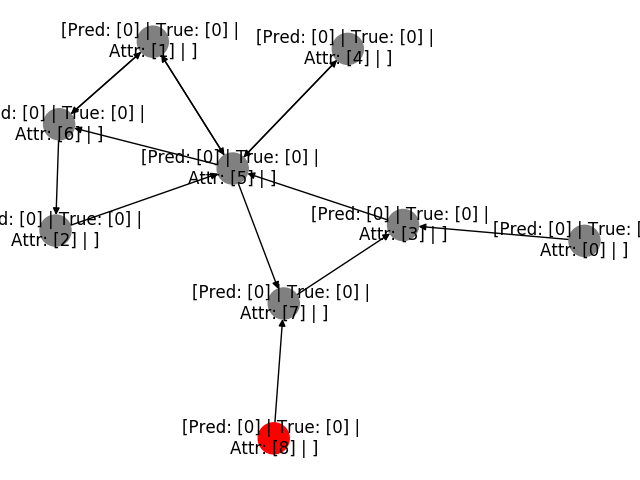 [Pred: [0] | True: [0] |
Attr: [1] | ]
[Pred: [0] | True: [0] |
Attr: [4] | ]
d: [0] | True: [0] |
Attr: [6] | ]
[Pred: [0] | True: [0] |
Attr: [5] | ]
d: [0] | True: [0] |
Attr: [2] | ]
[Pred: [0] | True: [0] |
Attr: [3] | ]
[Pred: [0] | True: [
Attr: [0] | ]
[Pred: [0] | True: [0] |
Attr: [7] | ]
[Pred: [0] | True: [0] |
Attr: [8] | ]